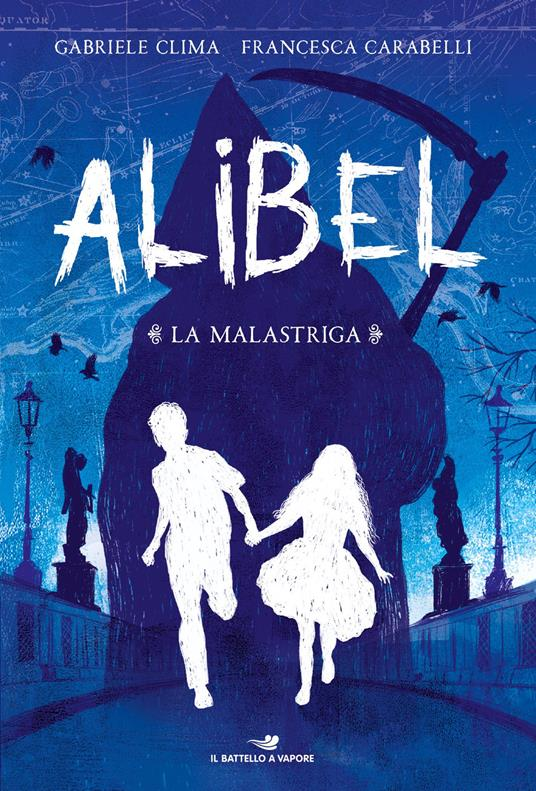 GABRIELE CLIMA FRANCESCA CARABELLI
ALiBEL
LA MALASTRIGA
IL BATTELLO A VAPORE